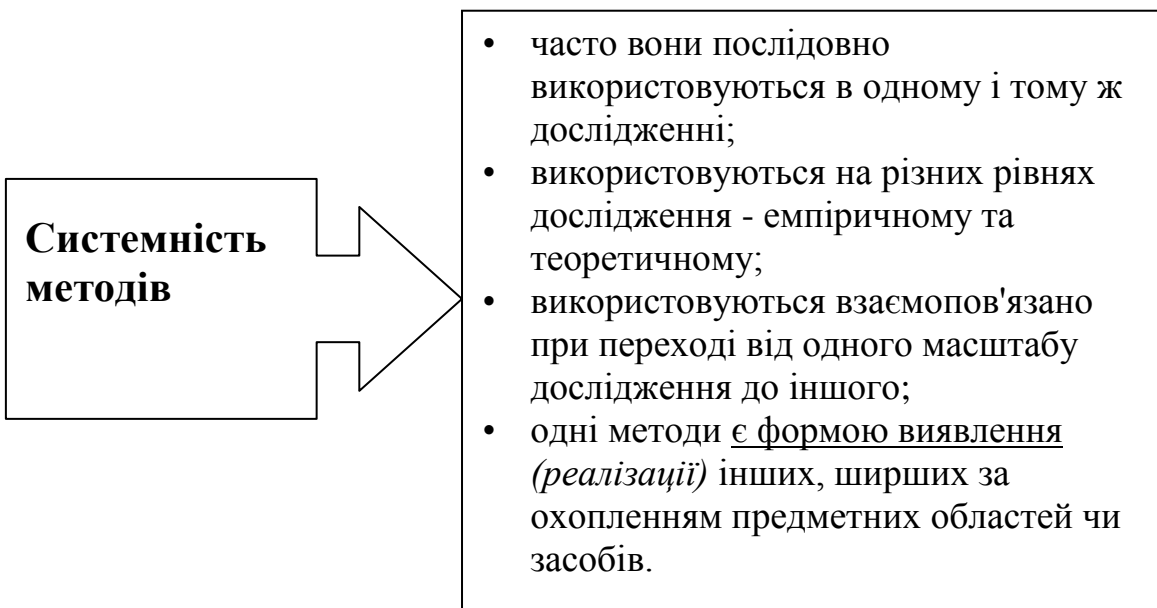 Системність
методів
• часто вони послідовно
використовуються в одному і тому ж
дослідженні;
• використовуються на різних рівнях
дослідження - емпіричному та
теоретичному;
• використовуються взаємопов'язано
при переході від одного масштабу
дослідження до іншого;
• одні методи є формою виявлення
(реалізації) інших, ширших за
охопленням предметних областей чи
засобів.